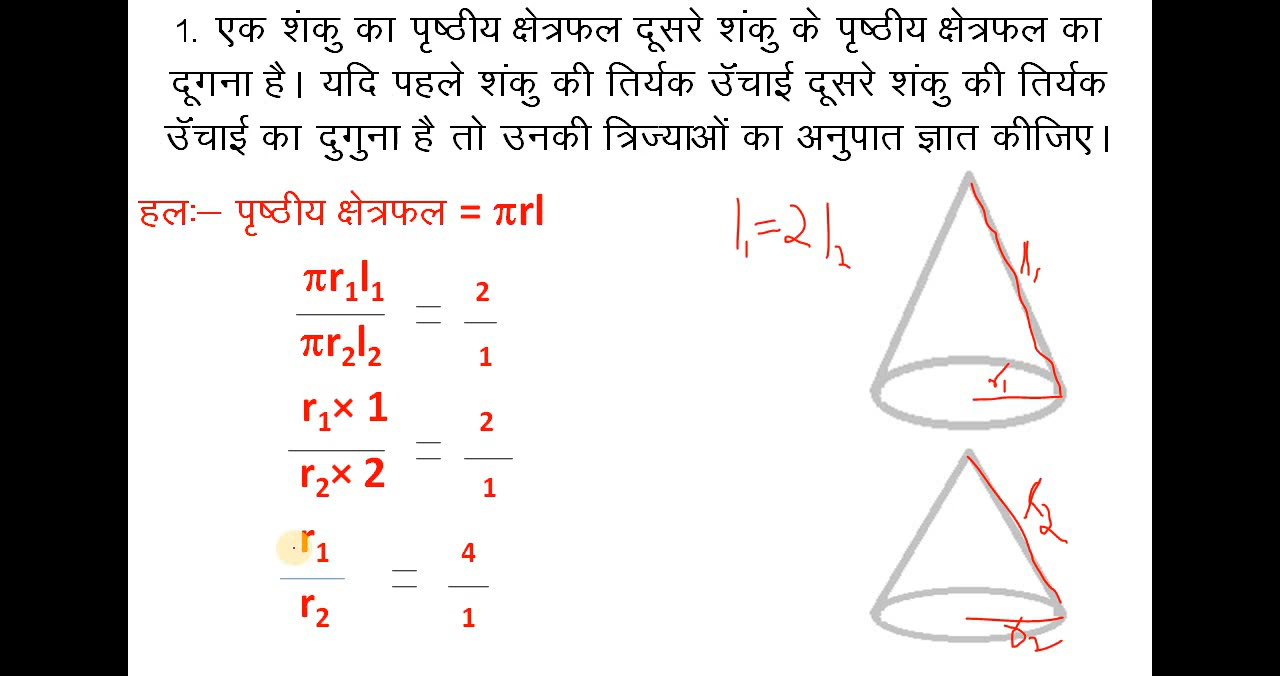 1. एक शंकु का पृष्ठीय क्षेत्रफल दूसरे शंकु के पृष्ठीय क्षेत्रफल का
दूगना है। यदि पहले शंकु की तिर्यक उॅंचाई दूसरे शंकु की तिर्यक
उॅंचाई का दुगुना है तो उनकी त्रिज्याओं का अनुपात ज्ञात कीजिए।
हलः– पृष्ठीय क्षेत्रफल = πrl
l₁=2l₂
πr₁l₁ = 2
πr₂l₂ 1
r₁× 1 = 2
r₂× 2 1
r₁ = 4
r₂ 1
l₁
r₁
l₂
r₂